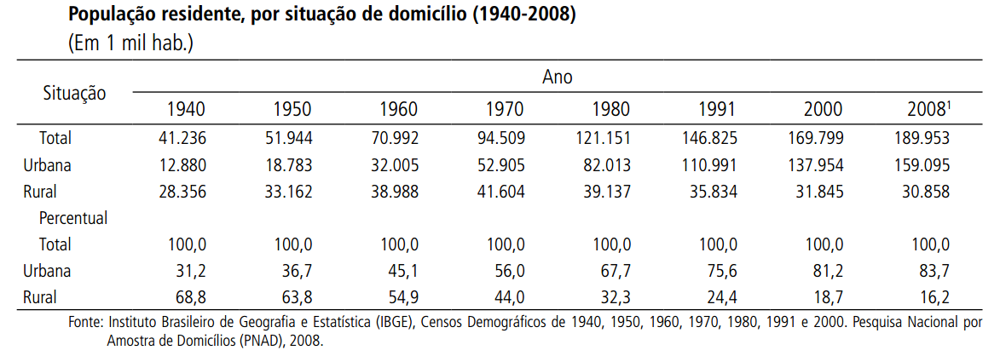 População residente, por situação de domicílio (1940-2008)
(Em 1 mil hab.)
Situação Ano
1940 1950 1960 1970 1980 1991 2000 2008¹
Total 41.236 51.944 70.992 94.509 121.151 146.825 169.799 189.953
Urbana 12.880 18.783 32.005 52.905 82.013 110.991 137.954 159.095
Rural 28.356 33.162 38.988 41.604 39.137 35.834 31.845 30.858
Percentual
Total 100,0 100,0 100,0 100,0 100,0 100,0 100,0 100,0
Urbana 31,2 36,7 45,1 56,0 67,7 75,6 81,2 83,7
Rural 68,8 63,8 54,9 44,0 32,3 24,4 18,7 16,2
Fonte: Instituto Brasileiro de Geografia e Estatística (IBGE), Censos Demográficos de 1940, 1950, 1960, 1970, 1980, 1991 e 2000. Pesquisa Nacional por
Amostra de Domicílios (PNAD), 2008.